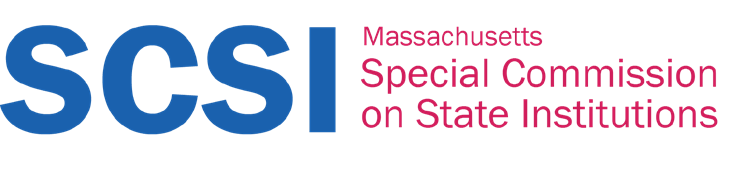 SCSI
Massachusetts
Special Commission
on State Institutions